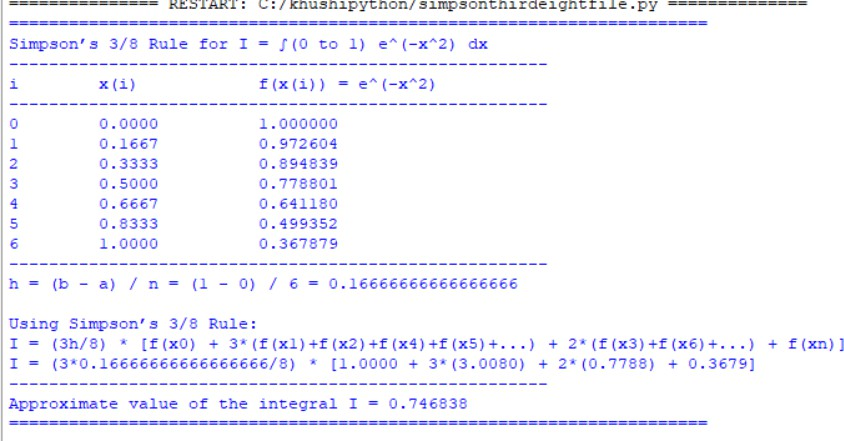 =============== RESTART: C:/khushipython/simpsonthirdeightfile.py ==============
======================================================================
Simpson's 3/8 Rule for I = ∫(0 to 1) e^(-x^2) dx
------------------------------------------------------
i x(i) f(x(i)) = e^(-x^2)
------------------------------------------------------
0 0.0000 1.000000
1 0.1667 0.972604
2 0.3333 0.894839
3 0.5000 0.778801
4 0.6667 0.641180
5 0.8333 0.499352
6 1.0000 0.367879
------------------------------------------------------
h = (b - a) / n = (1 - 0) / 6 = 0.16666666666666666
Using Simpson's 3/8 Rule:
I = (3h/8) * [f(x0) + 3*(f(x1)+f(x2)+f(x4)+f(x5)+...) + 2*(f(x3)+f(x6)+...) + f(xn)]
I = (3*0.16666666666666666/8) * [1.0000 + 3*(3.0080) + 2*(0.7788) + 0.3679]
------------------------------------------------------
Approximate value of the integral I = 0.746838
======================================================================